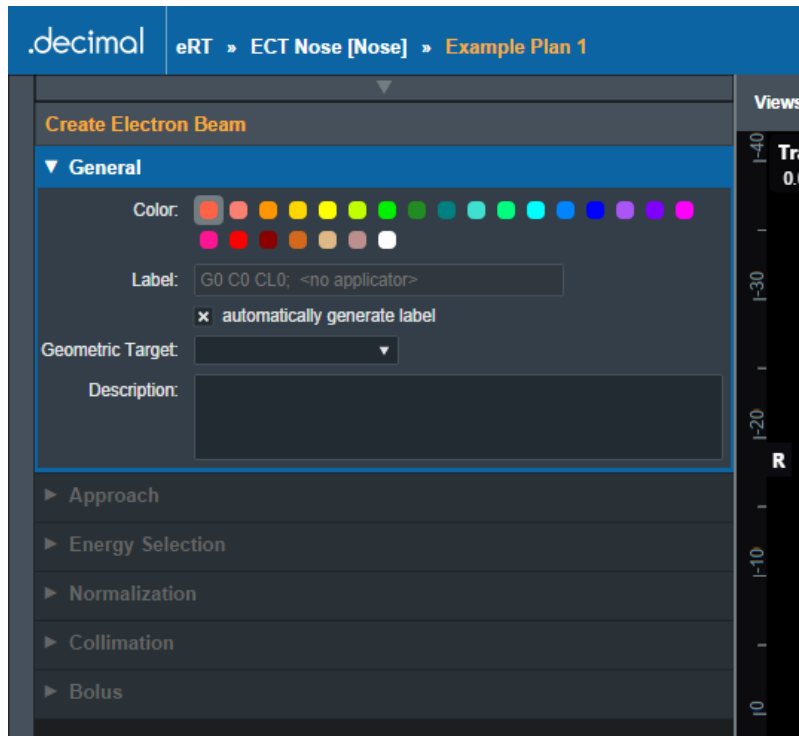 .decimal eRT » ECT Nose [Nose] » Example Plan 1
Views
Create Electron Beam
General
Color:
Label: G0 C0 CL0; <no applicator>
automatically generate label
Geometric Target:
Description:
Approach
Energy Selection
Normalization
Collimation
Bolus
-40
-30
-20
R
-10
0